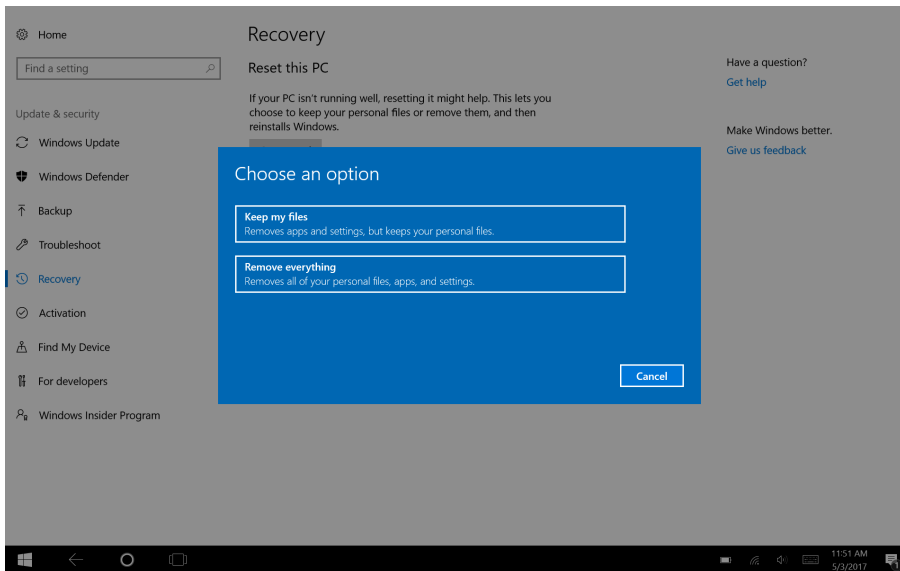 Home
Find a setting
Update & security
Windows Update
Windows Defender
Backup
Troubleshoot
Recovery
Activation
Find My Device
For developers
Windows Insider Program
Recovery
Reset this PC
If your PC isn't running well, resetting it might help. This lets you
choose to keep your personal files or remove them, and then
reinstalls Windows.
Choose an option
Keep my files
Removes apps and settings, but keeps your personal files.
Remove everything
Removes all of your personal files, apps, and settings.
Cancel
Have a question?
Get help
Make Windows better.
Give us feedback
11:51 AM
5/3/2017
1